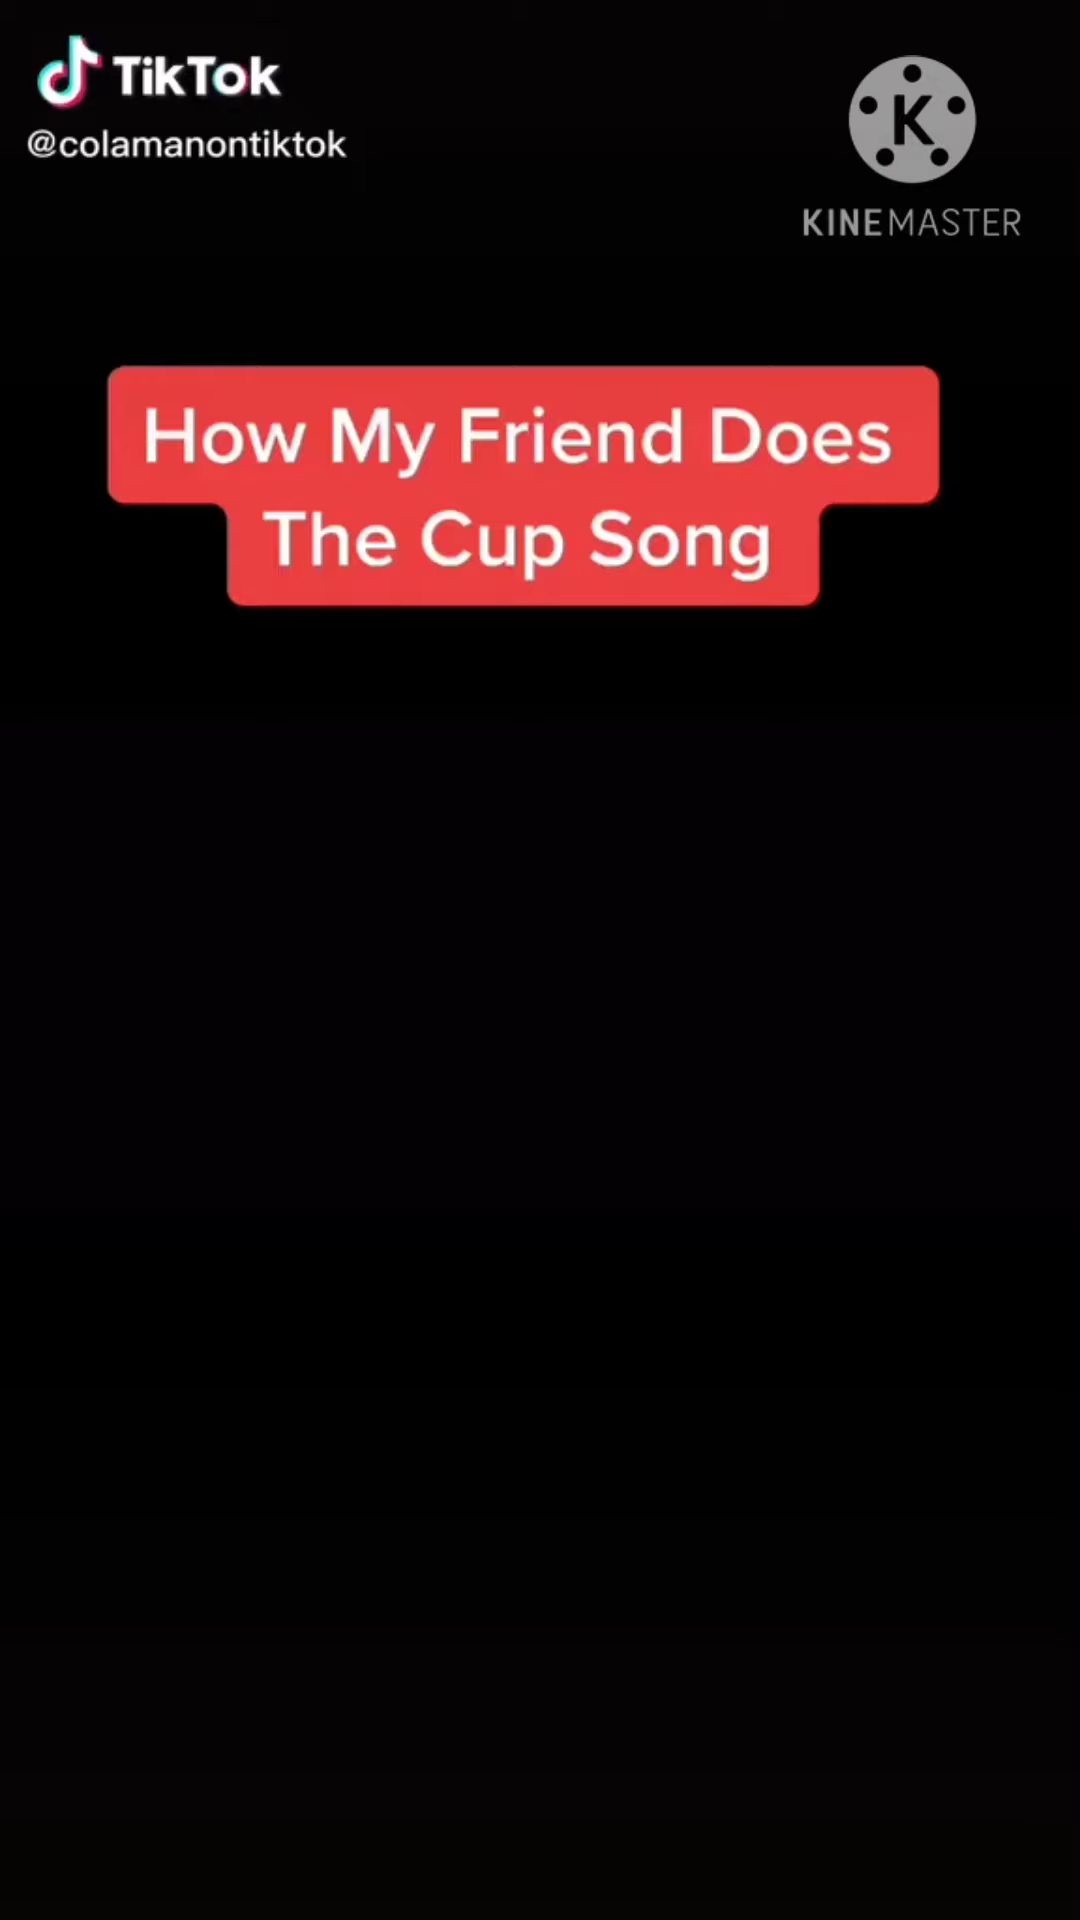 TikTok
@colamanontiktok
K
KINEMASTER
How My Friend Does
The Cup Song